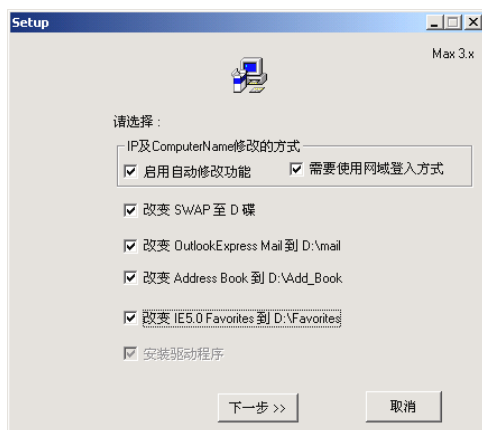 Setup
Max 3.x
请选择：
IP及ComputerName修改的方式
启用自动修改功能 需要使用网域登入方式
改变 SWAP 至 D 碟
改变 OutlookExpress Mail 到 D:\mail
改变 Address Book 到 D:\Add_Book
改变 IE5.0 Favorites 到 D:\Favorites
安装驱动程序
下一步 >> 取消